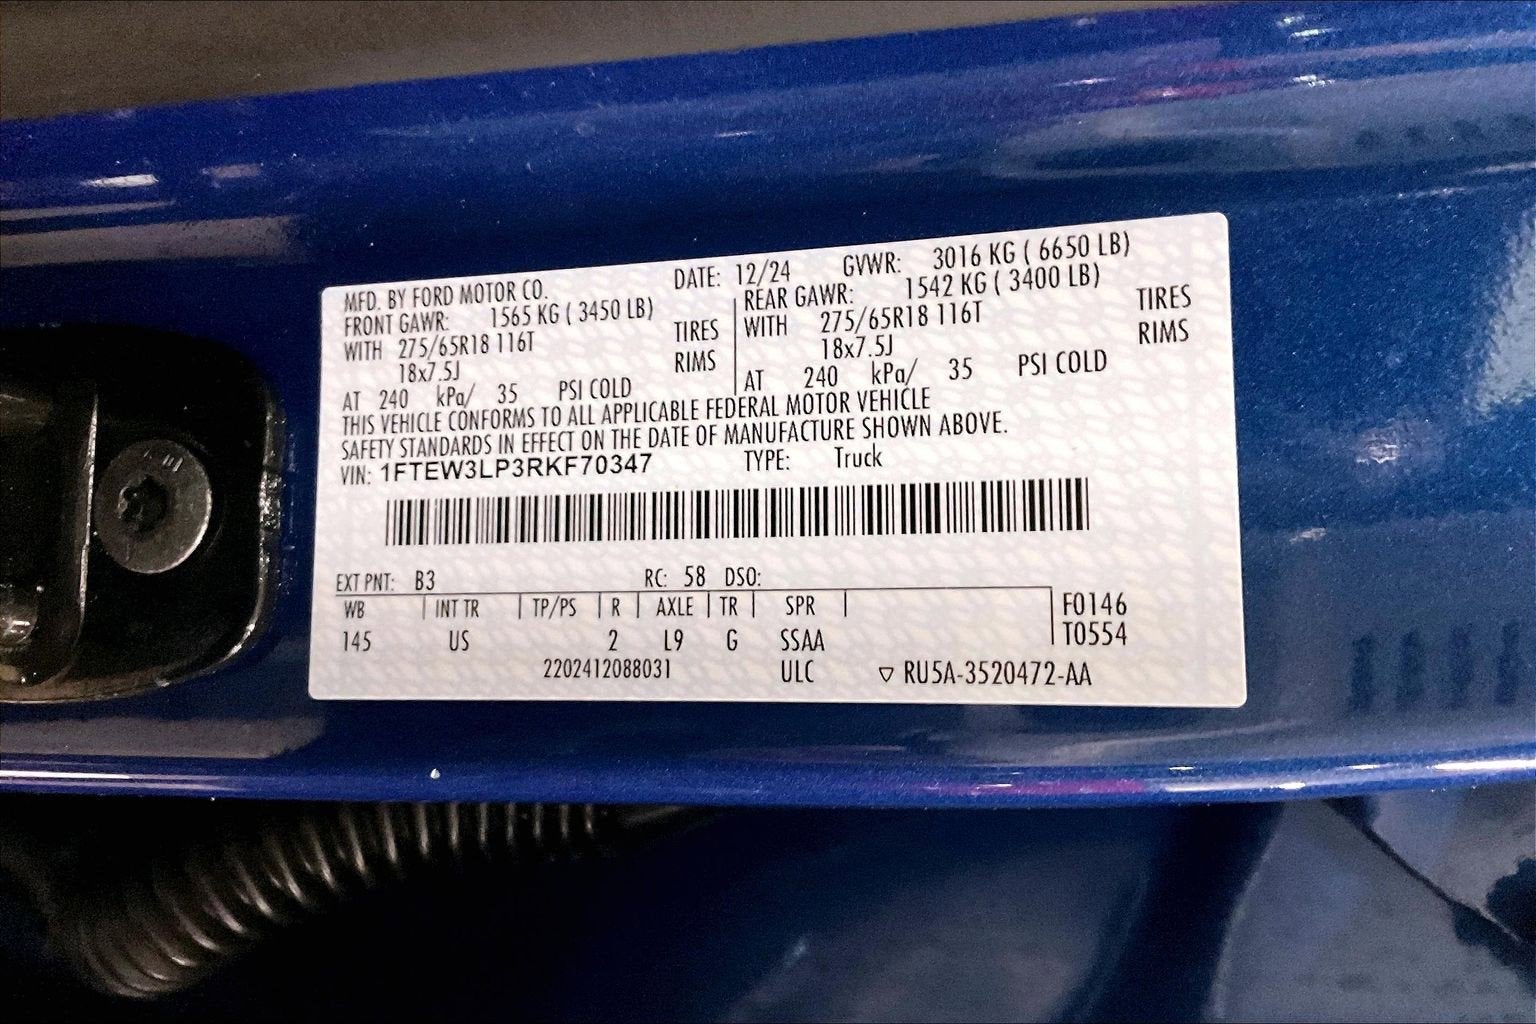 MFD. BY FORD MOTOR CO. DATE: 12/24 GVWR: 3016 KG ( 6650 LB)
FRONT GAWR: 1565 KG ( 3450 LB) REAR GAWR: 1542 KG ( 3400 LB)
WITH 275/65R18 116T TIRES WITH 275/65R18 116T TIRES
18x7.5J RIMS 18x7.5J RIMS
AT 240 kPa/ 35 PSI COLD AT 240 kPa/ 35 PSI COLD
THIS VEHICLE CONFORMS TO ALL APPLICABLE FEDERAL MOTOR VEHICLE
SAFETY STANDARDS IN EFFECT ON THE DATE OF MANUFACTURE SHOWN ABOVE.
VIN: 1FTEW3LP3RKF70347 TYPE: Truck
EXT PNT: B3 RC: 58 DSO:
WB INT TR TP/PS R AXLE TR SPR F0146
145 US 2 L9 G SSAA T0554
2202412088031 ULC ▽ RU5A-3520472-AA